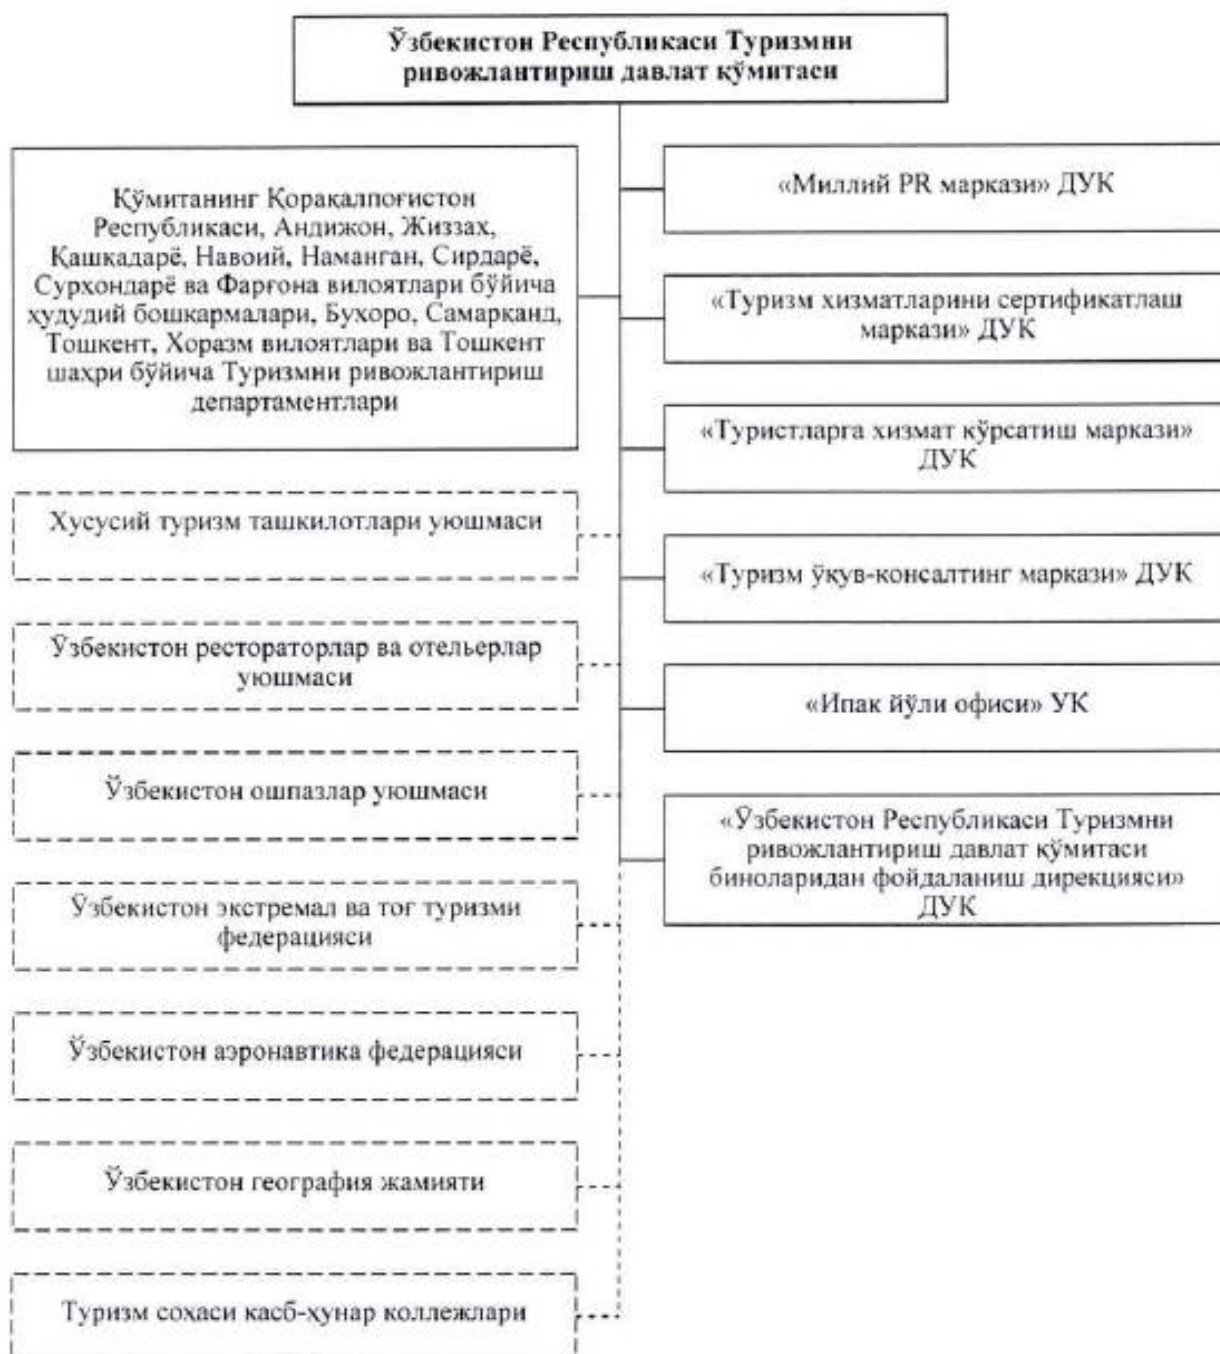 Ўзбекистон Республикаси Туризмни
ривожлантириш давлат қўмитаси
Қўмитанинг Қорақалпоғистон
Республикаси, Андижон, Жиззах,
Қашқадарё, Навоий, Наманган, Сирдарё,
Сурхондарё ва Фарғона вилоятлари бўйича
ҳудудий бошқармалари, Бухоро, Самарқанд,
Тошкент, Хоразм вилоятлари ва Тошкент
шаҳри бўйича Туризмни ривожлантириш
департаментлари
Хусусий туризм ташкилотлари уюшмаси
Ўзбекистон рестораторлар ва отельерлар
уюшмаси
Ўзбекистон ошпазлар уюшмаси
Ўзбекистон экстремал ва тоғ туризми
федерацияси
Ўзбекистон аэронавтика федерацияси
Ўзбекистон география жамияти
Туризм соҳаси касб-ҳунар коллежлари
«Миллий PR маркази» ДУК
«Туризм хизматларини сертификатлаш
маркази» ДУК
«Туристларга хизмат кўрсатиш маркази»
ДУК
«Туризм ўқув-консалтинг маркази» ДУК
«Ипак йўли офиси» УК
«Ўзбекистон Республикаси Туризмни
ривожлантириш давлат қўмитаси
биноларидан фойдаланиш дирекцияси»
ДУК